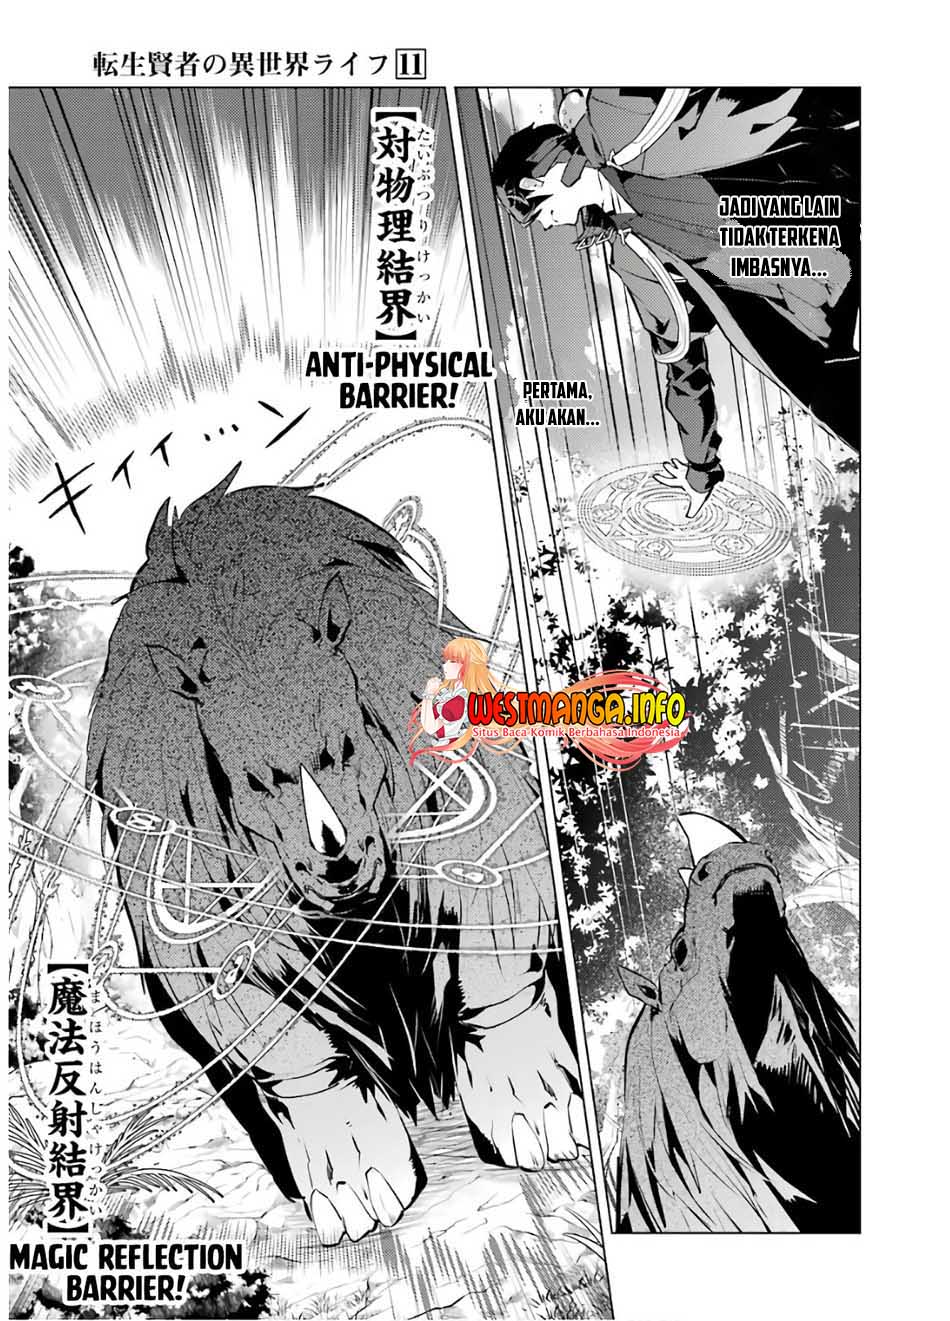 転生賢者の異世界ライフ11
JADI YANG LAIN
TIDAK TERKENA
IMBASNYA...
PERTAMA,
AKU AKAN...
【対物理結界】
たいぶつりけっかい
ANTI-PHYSICAL
BARRIER!
キィィ…ン
WESTMANGA.INFO
Situs Baca Komik Berbahasa Indonesia
【魔法反射結界】
まほうはんしゃけっかい
MAGIC REFLECTION
BARRIER!